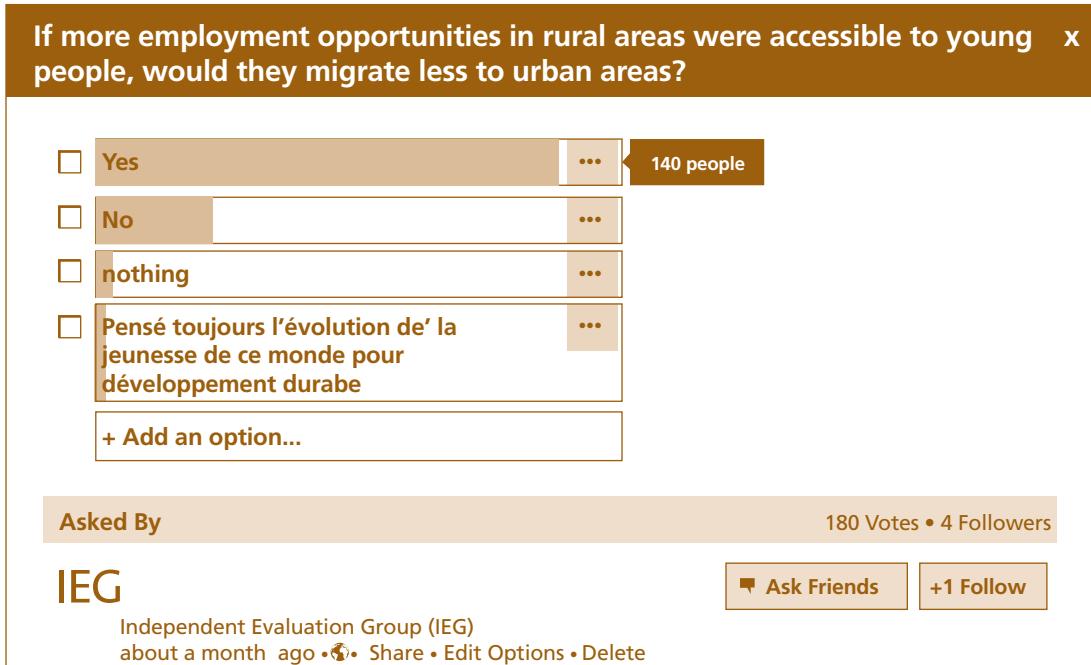 If more employment opportunities in rural areas were accessible to young x
people, would they migrate less to urban areas?
Yes ••• 140 people
No •••
nothing •••
Pensé toujours l'évolution de' la •••
jeunesse de ce monde pour
développement durabe
+ Add an option...
Asked By 180 Votes • 4 Followers
IEG Ask Friends +1 Follow
Independent Evaluation Group (IEG)
about a month ago • • Share • Edit Options • Delete